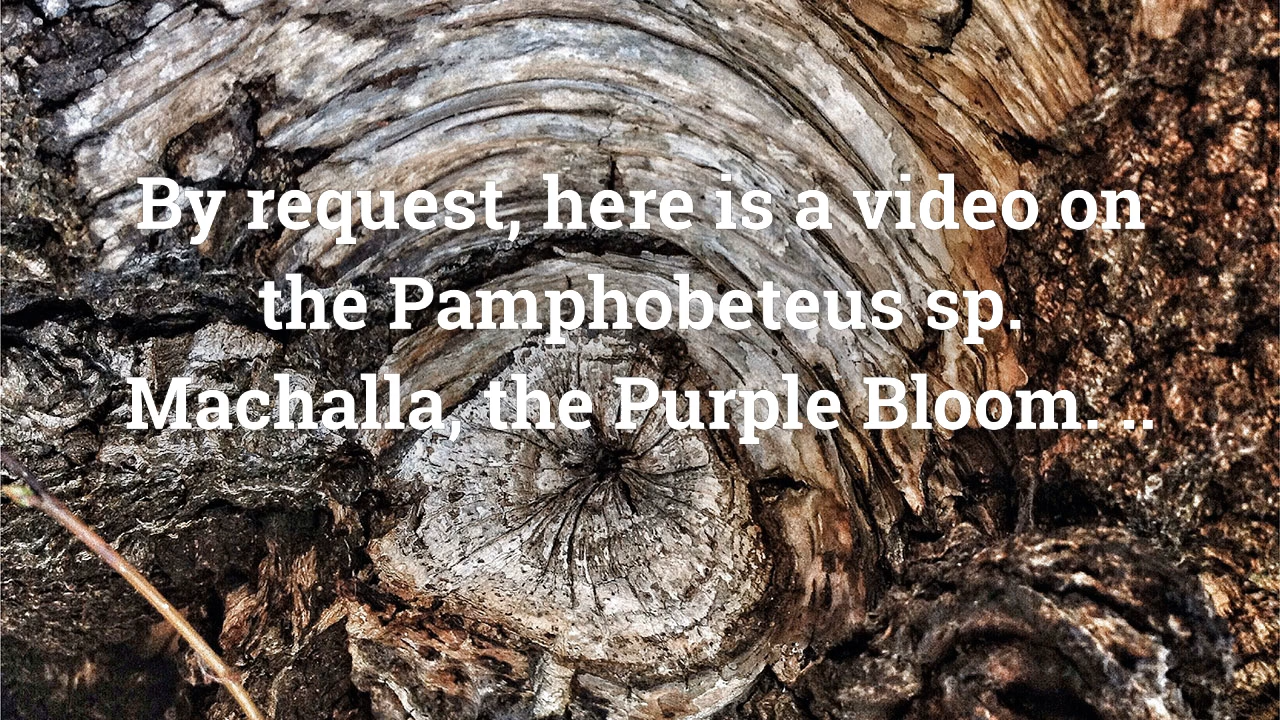 By request, here is a video on
the Pamphobeteus sp.
Machalla, the Purple Bloom. ..